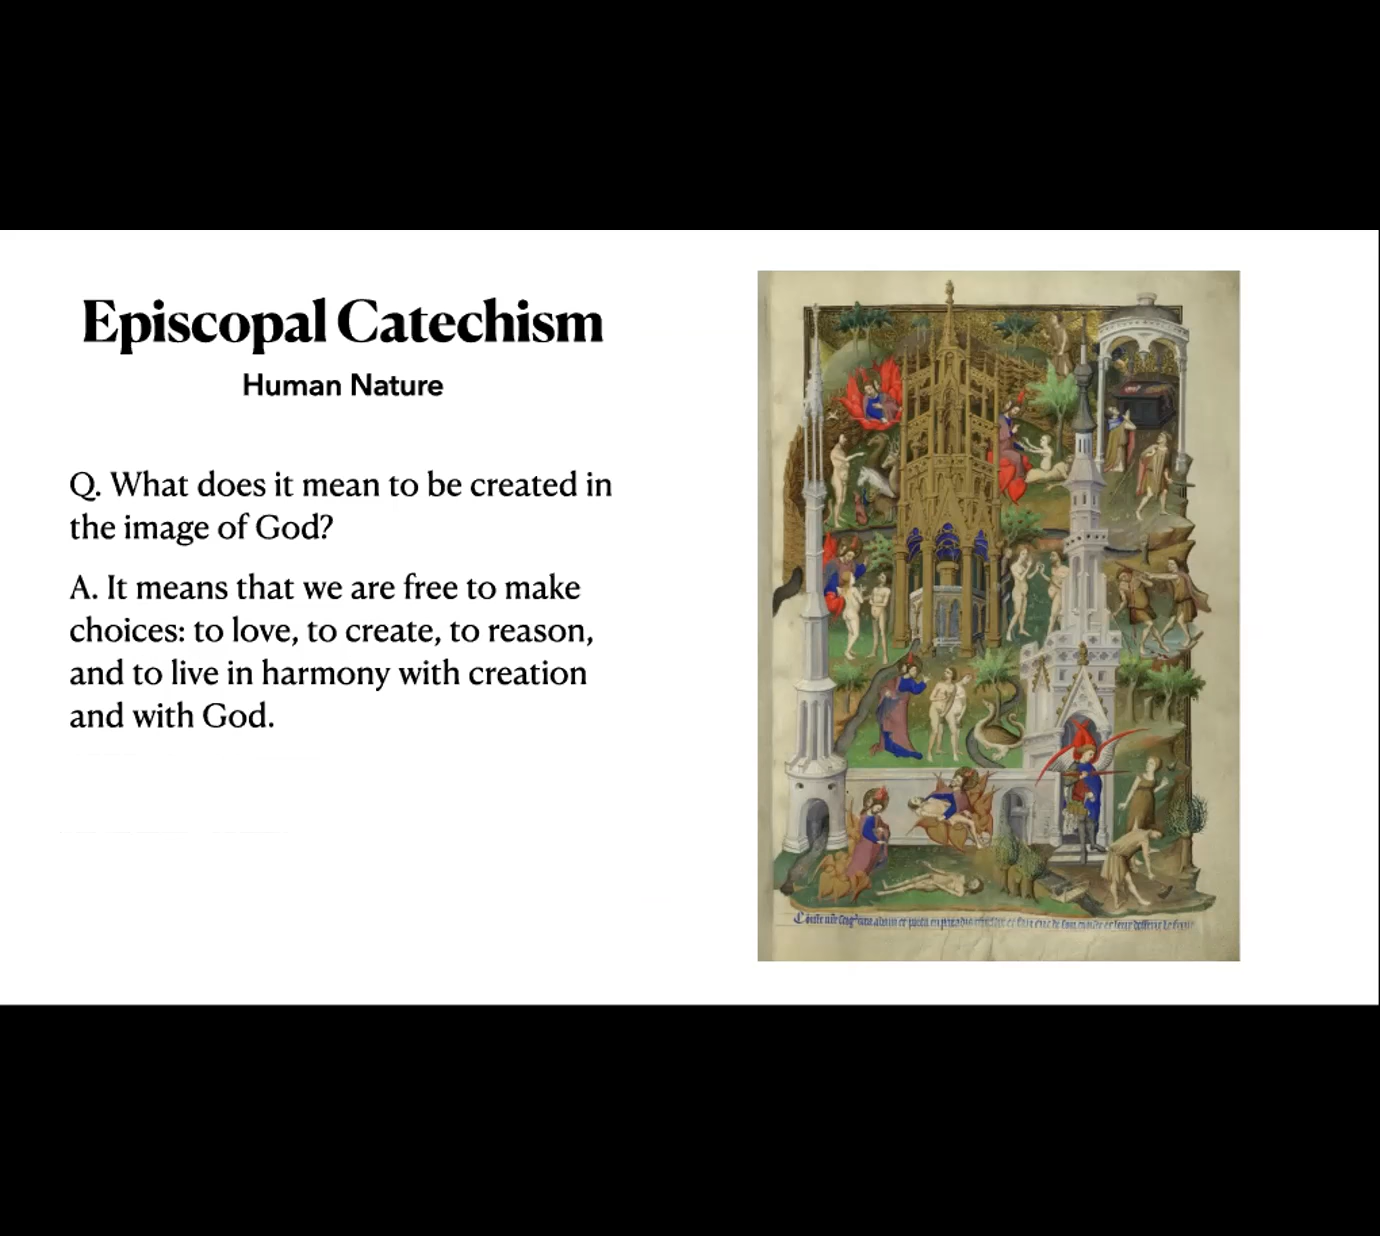 Episcopal Catechism
Human Nature
Q. What does it mean to be created in
the image of God?
A. It means that we are free to make
choices: to love, to create, to reason,
and to live in harmony with creation
and with God.